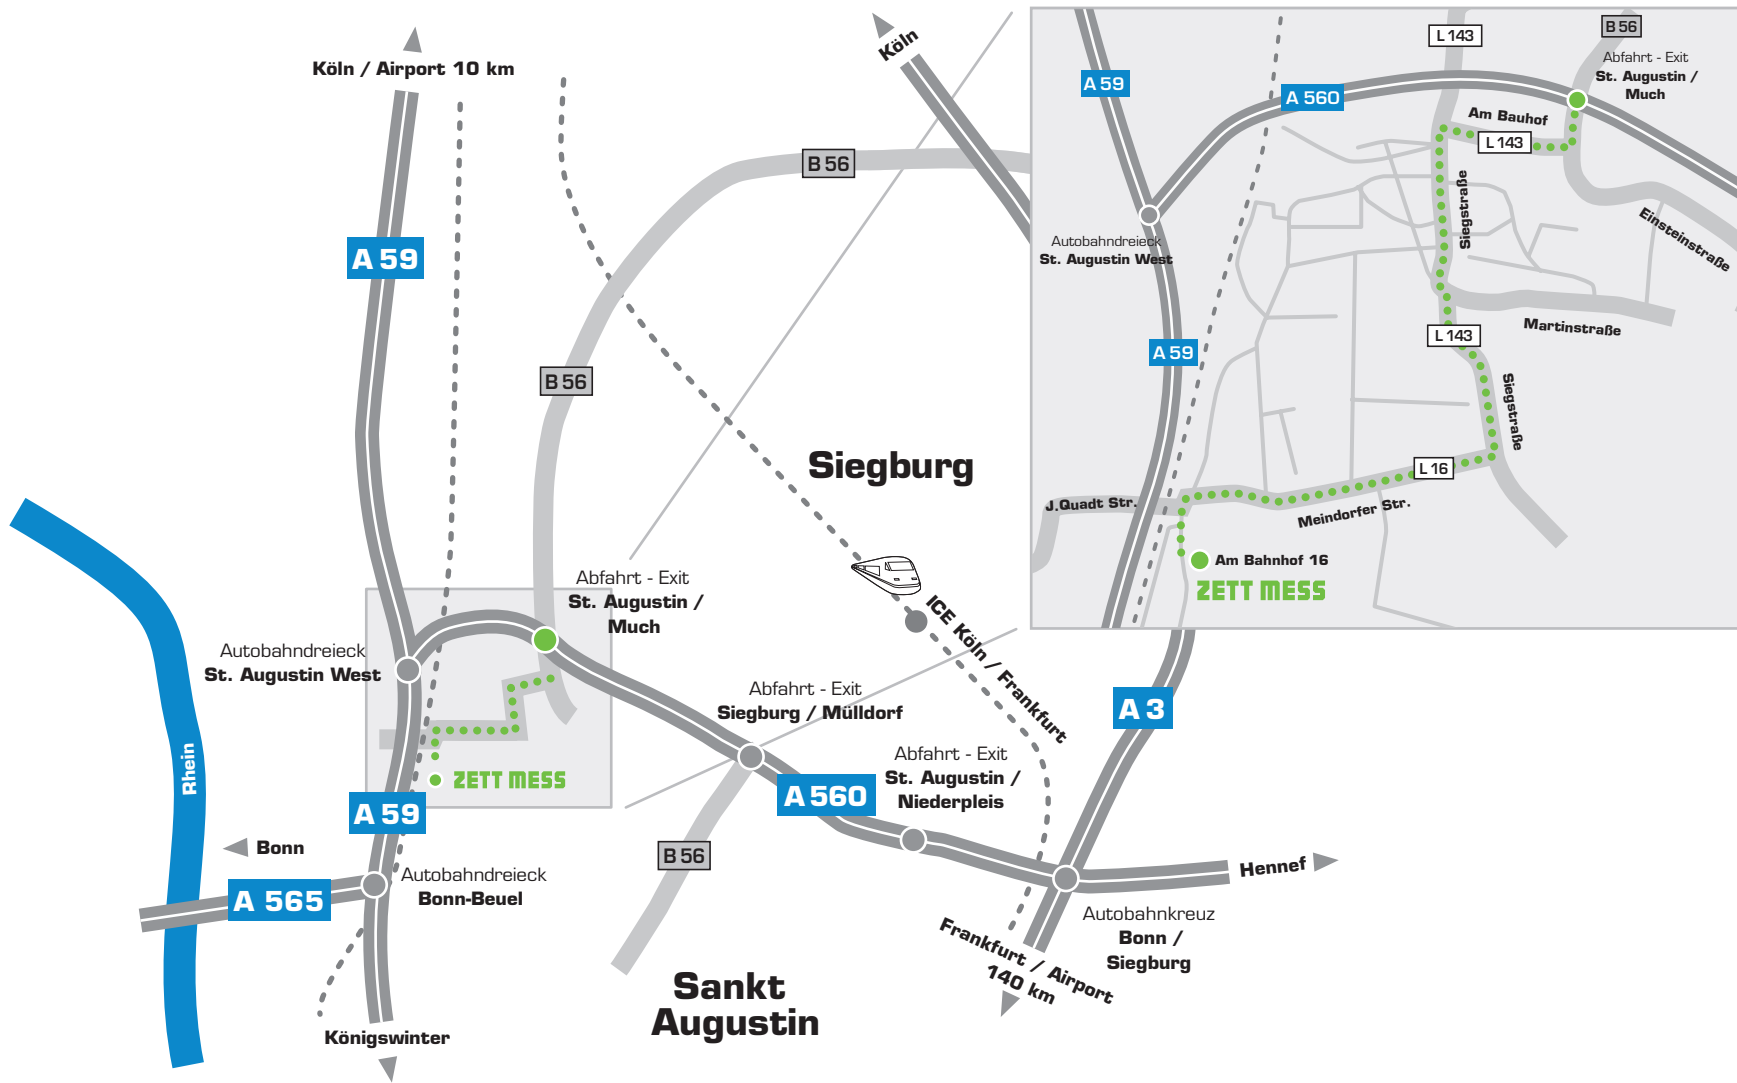 Köln / Airport 10 km
A 59
B 56
B 56
Köln
Siegburg
Abfahrt - Exit
St. Augustin /
Much
Autobahndreieck
St. Augustin West
ZETT MESS
A 59
Rhein
Bonn
A 565
Autobahndreieck
Bonn-Beuel
Königswinter
ICE Köln / Frankfurt
Abfahrt - Exit
Siegburg / Mülldorf
A 560
Abfahrt - Exit
St. Augustin /
Niederpleis
B 56
A 3
Hennef
Autobahnkreuz
Bonn /
Siegburg
Frankfurt / Airport
140 km
Sankt
Augustin
L 143
B 56
A 59
Abfahrt - Exit
St. Augustin /
Much
A 560
Am Bauhof
L 143
Siegstraße
Einsteinstraße
Autobahndreieck
St. Augustin West
Martinstraße
L 143
A 59
Siegstraße
L 16
J.Quadt Str.
Meindorfer Str.
Am Bahnhof 16
ZETT MESS